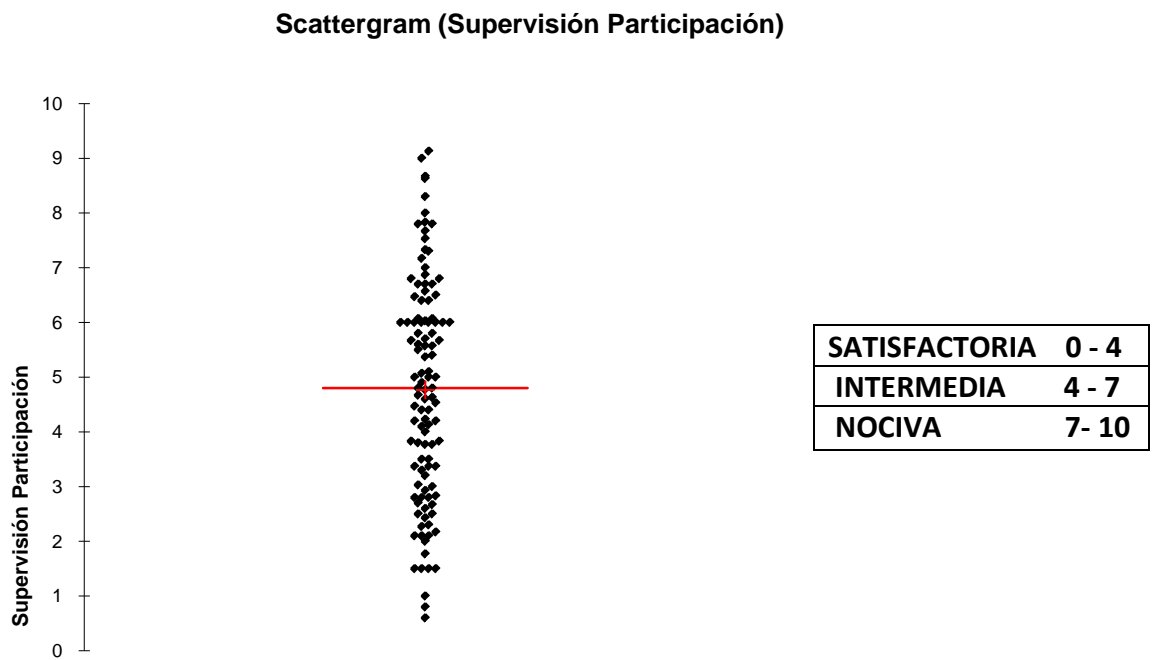 Scattergram (Supervisión Participación)
10
9
8
7
6
5
4
3
2
1
0
Supervisión Participación
SATISFACTORIA 0 - 4
INTERMEDIA 4 - 7
NOCIVA 7- 10